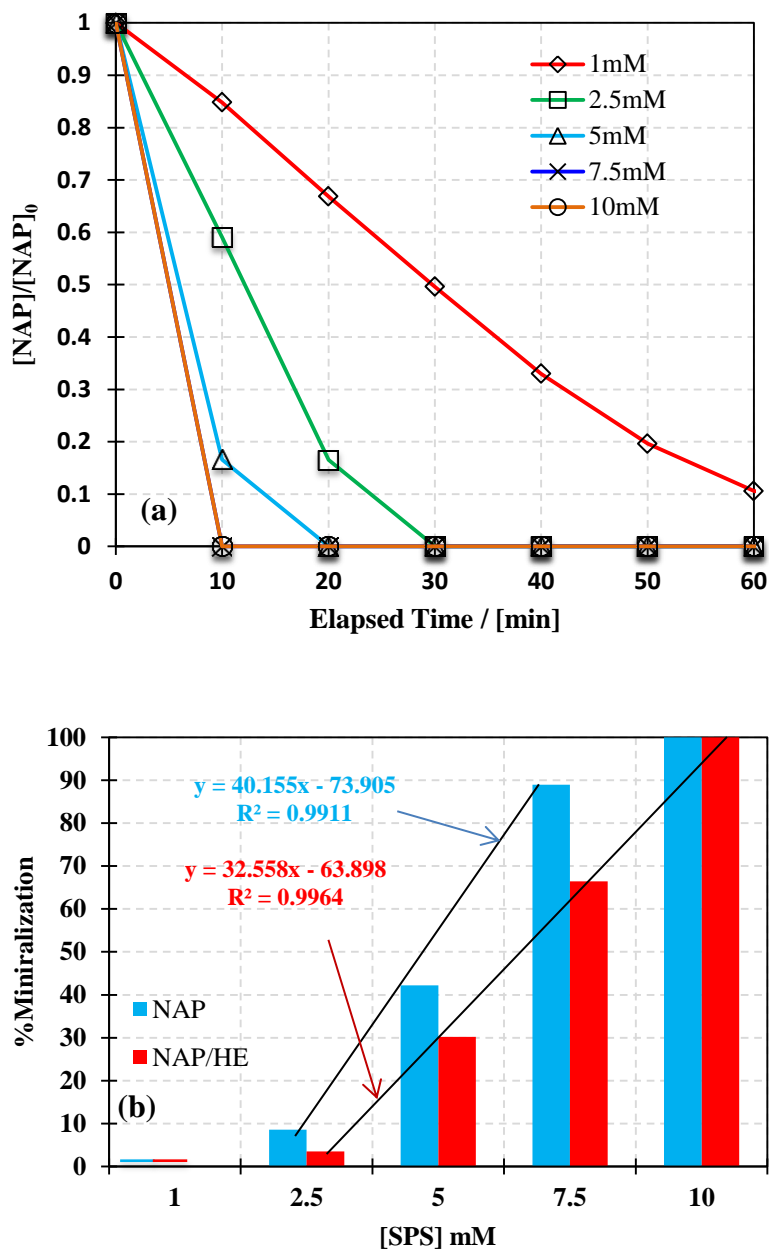 1
0.9
0.8
0.7
0.6
0.5
0.4
0.3
0.2
0.1
0
[NAP]/[NAP]0
1mM
2.5mM
5mM
7.5mM
10mM
(a)
0 10 20 30 40 50 60
Elapsed Time / [min]
100
90
80
70
60
50
40
30
20
10
0
%Miniralization
y = 40.155x - 73.905
R² = 0.9911
y = 32.558x - 63.898
R² = 0.9964
NAP
NAP/HE
(b)
1 2.5 5 7.5 10
[SPS] mM